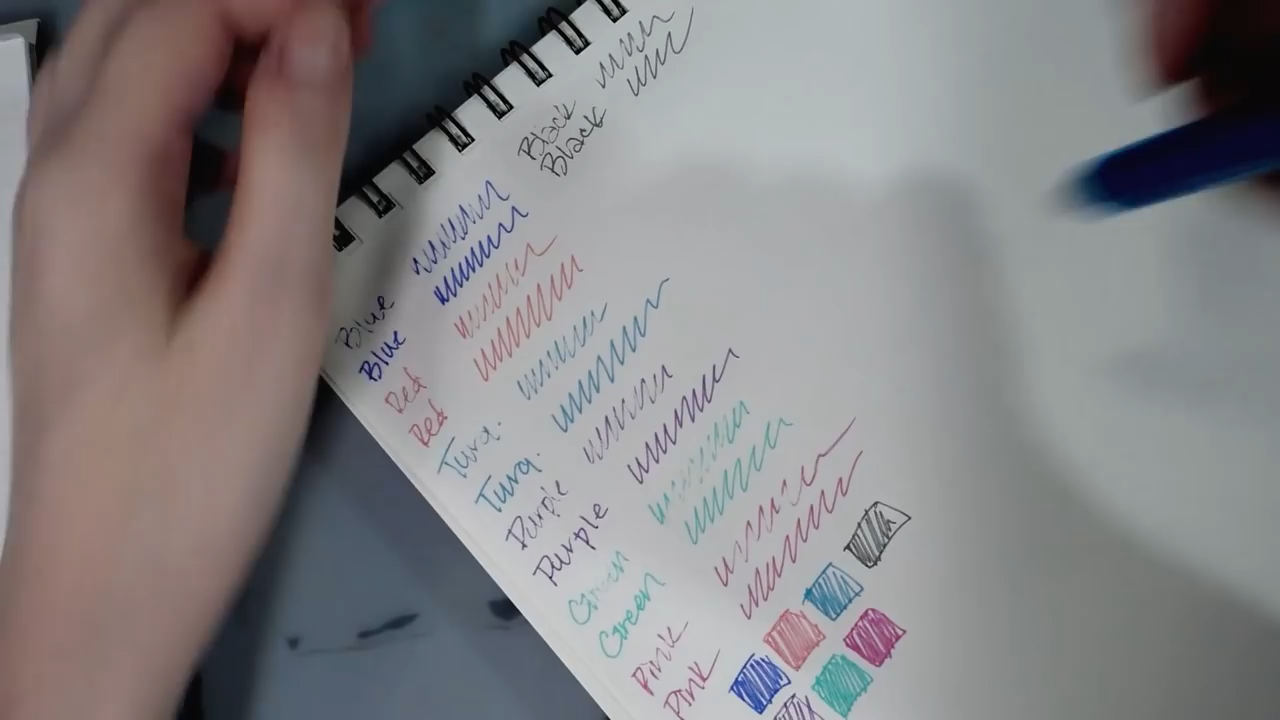 Black
Black
Blue
Blue
Red
Red
Turq.
Turq.
Purple
Purple
Green
Green
Pink
Pink